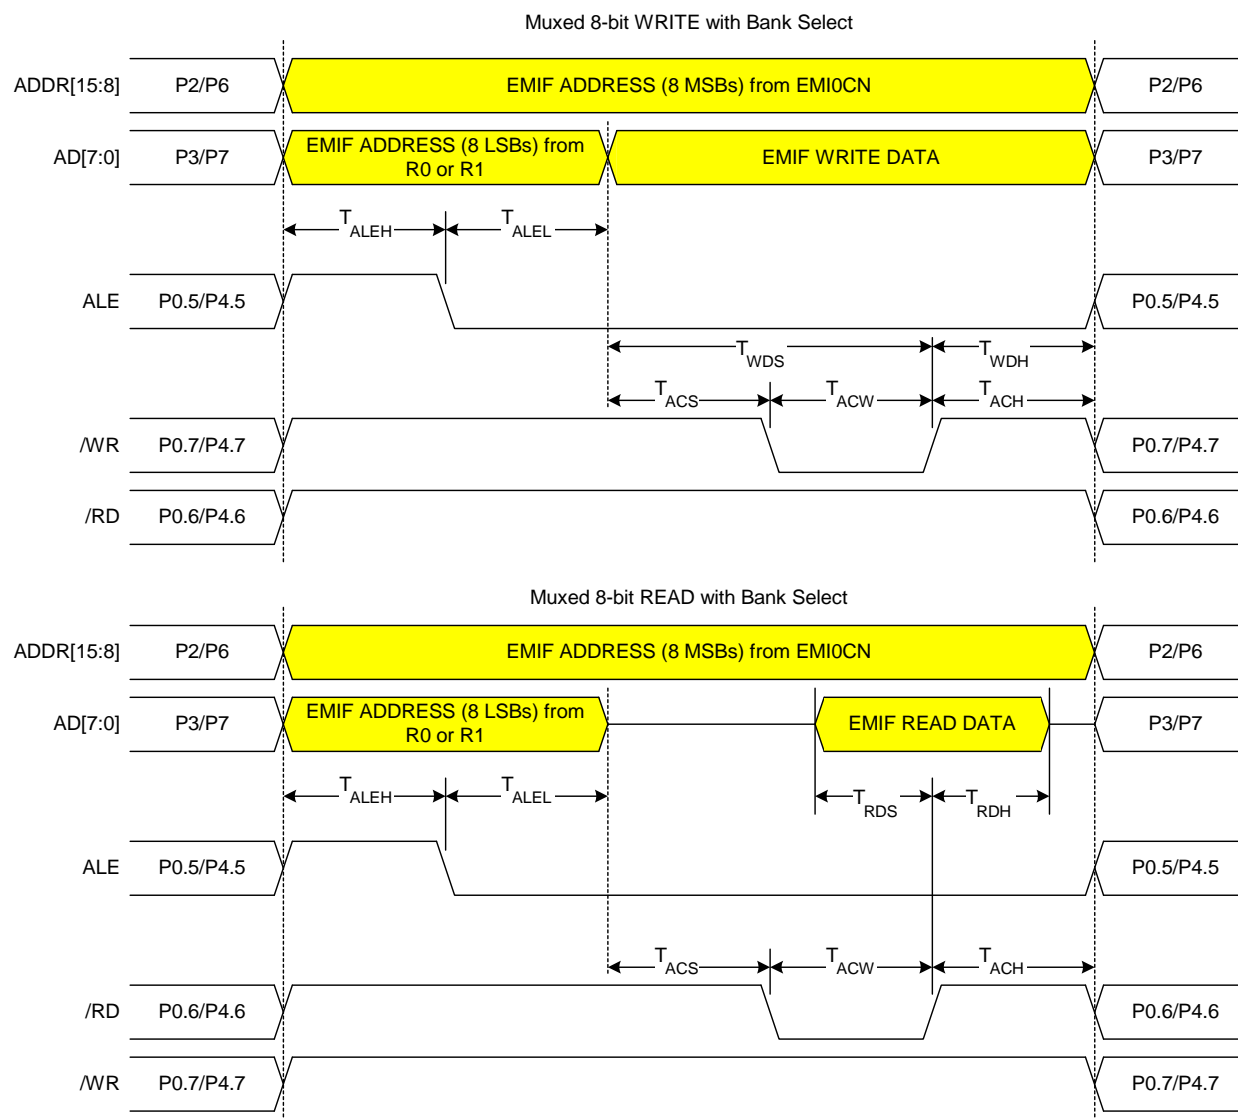 Muxed 8-bit WRITE with Bank Select
ADDR[15:8] P2/P6 EMIF ADDRESS (8 MSBs) from EMI0CN P2/P6
AD[7:0] P3/P7 EMIF ADDRESS (8 LSBs) from
R0 or R1 EMIF WRITE DATA P3/P7
TALEH TALEL
ALE P0.5/P4.5 P0.5/P4.5
TWDS TWDH
TACS TACW TACH
/WR P0.7/P4.7 P0.7/P4.7
/RD P0.6/P4.6 P0.6/P4.6
Muxed 8-bit READ with Bank Select
ADDR[15:8] P2/P6 EMIF ADDRESS (8 MSBs) from EMI0CN P2/P6
AD[7:0] P3/P7 EMIF ADDRESS (8 LSBs) from
R0 or R1 EMIF READ DATA P3/P7
TALEH TALEL TRDS TRDH
ALE P0.5/P4.5 P0.5/P4.5
TACS TACW TACH
/RD P0.6/P4.6 P0.6/P4.6
/WR P0.7/P4.7 P0.7/P4.7